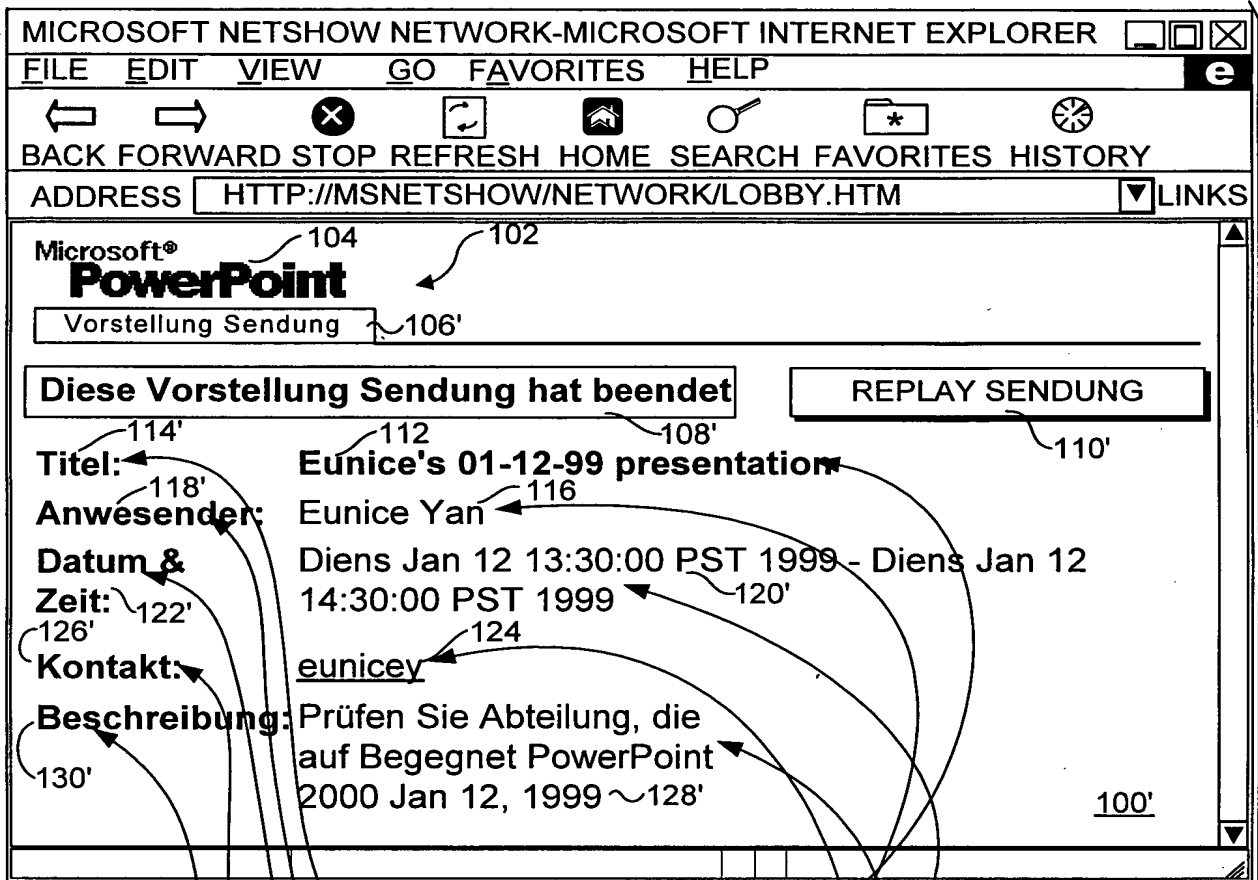 MICROSOFT NETSHOW NETWORK-MICROSOFT INTERNET EXPLORER
FILE EDIT VIEW GO FAVORITES HELP
e
BACK FORWARD STOP REFRESH HOME SEARCH FAVORITES HISTORY
ADDRESS HTTP://MSNETSHOW/NETWORK/LOBBY.HTM LINKS
104 102
Microsoft®
PowerPoint
Vorstellung Sendung 106'
Diese Vorstellung Sendung hat beendet REPLAY SENDUNG
114' 112 108' 110'
Titel: Eunice's 01-12-99 presentation
118' 116
Anwesender: Eunice Yan
Datum & Diens Jan 12 13:30:00 PST 1999 - Diens Jan 12
Zeit: 122' 14:30:00 PST 1999 120'
126' 124
Kontakt: eunicey
Beschreibung: Prüfen Sie Abteilung, die
auf Begegnet PowerPoint
130' 2000 Jan 12, 1999 128' 100'